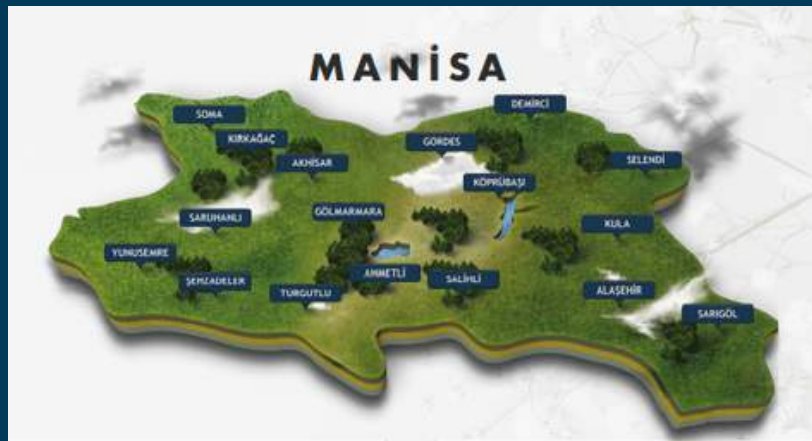 MANİSA
DEMİRCİ
SOMA
KIRKAĞAÇ
GÖRDES
AKHİSAR
SELENDİ
KÖPRÜBAŞI
SARUHANLI
GÖLMARMARA
KULA
YUNUSEMRE
ŞEHZADELER
AHMETLİ
SALİHLİ
TURGUTLU
ALAŞEHİR
SARIGÖL